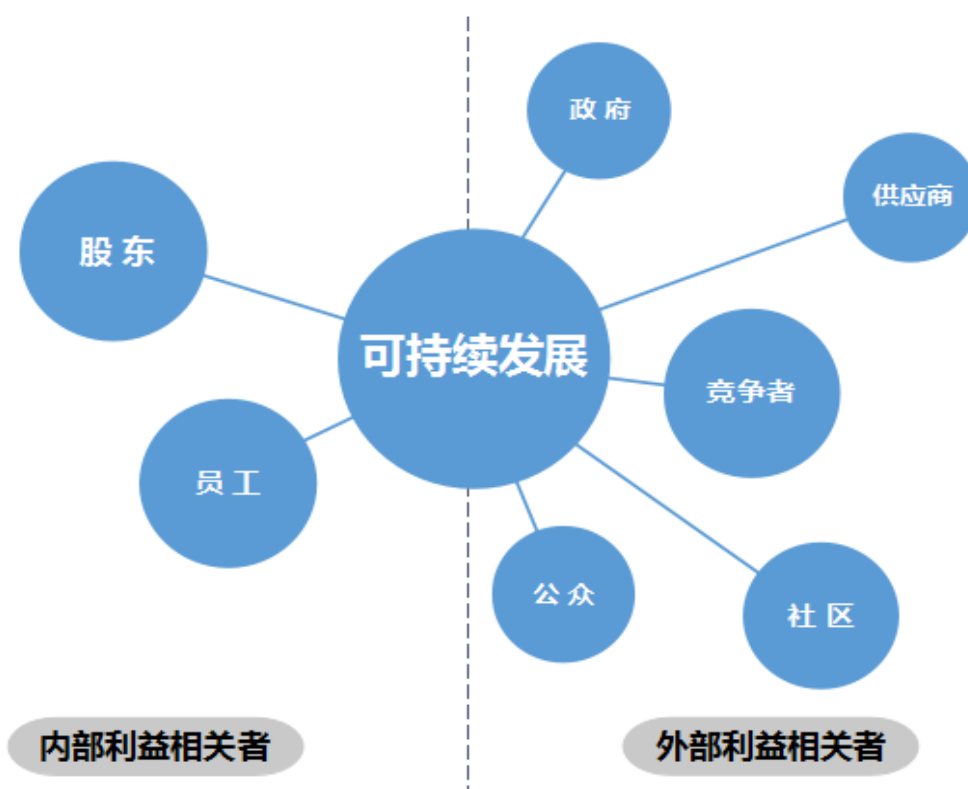 政 府
供应商
股 东
可持续发展
竞争者
员 工
公 众
社 区
内部利益相关者
外部利益相关者